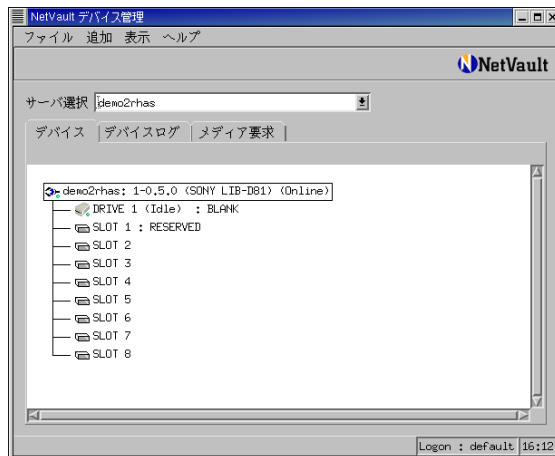 NetVault デバイス管理
ファイル 追加 表示 ヘルプ
NetVault
サーバ選択 demo2rhas
デバイス デバイスログ メディア要求
demo2rhas: 1-0.5.0 (SONY LIB-D81) (Online)
DRIVE 1 (Idle) : BLANK
SLOT 1 : RESERVED
SLOT 2
SLOT 3
SLOT 4
SLOT 5
SLOT 6
SLOT 7
SLOT 8
Logon : default 16:12